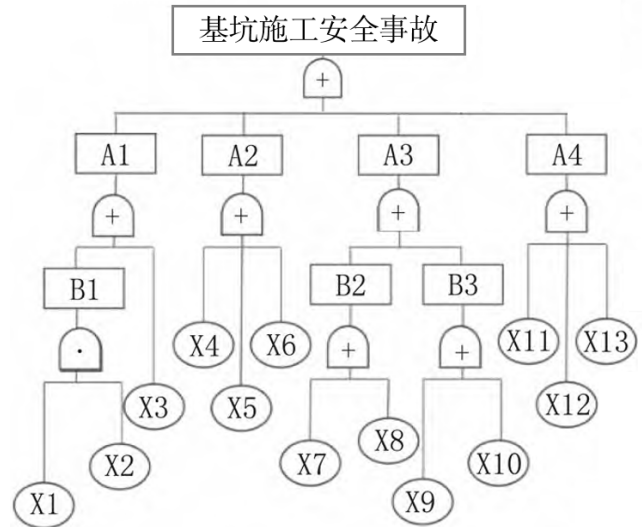 基坑施工安全事故
+
A1 A2 A3 A4
+ + + +
B1 B2 B3
· + +
X4 X6 X11 X13
X3 X5 X8 X12
X2 X7 X10
X1 X9